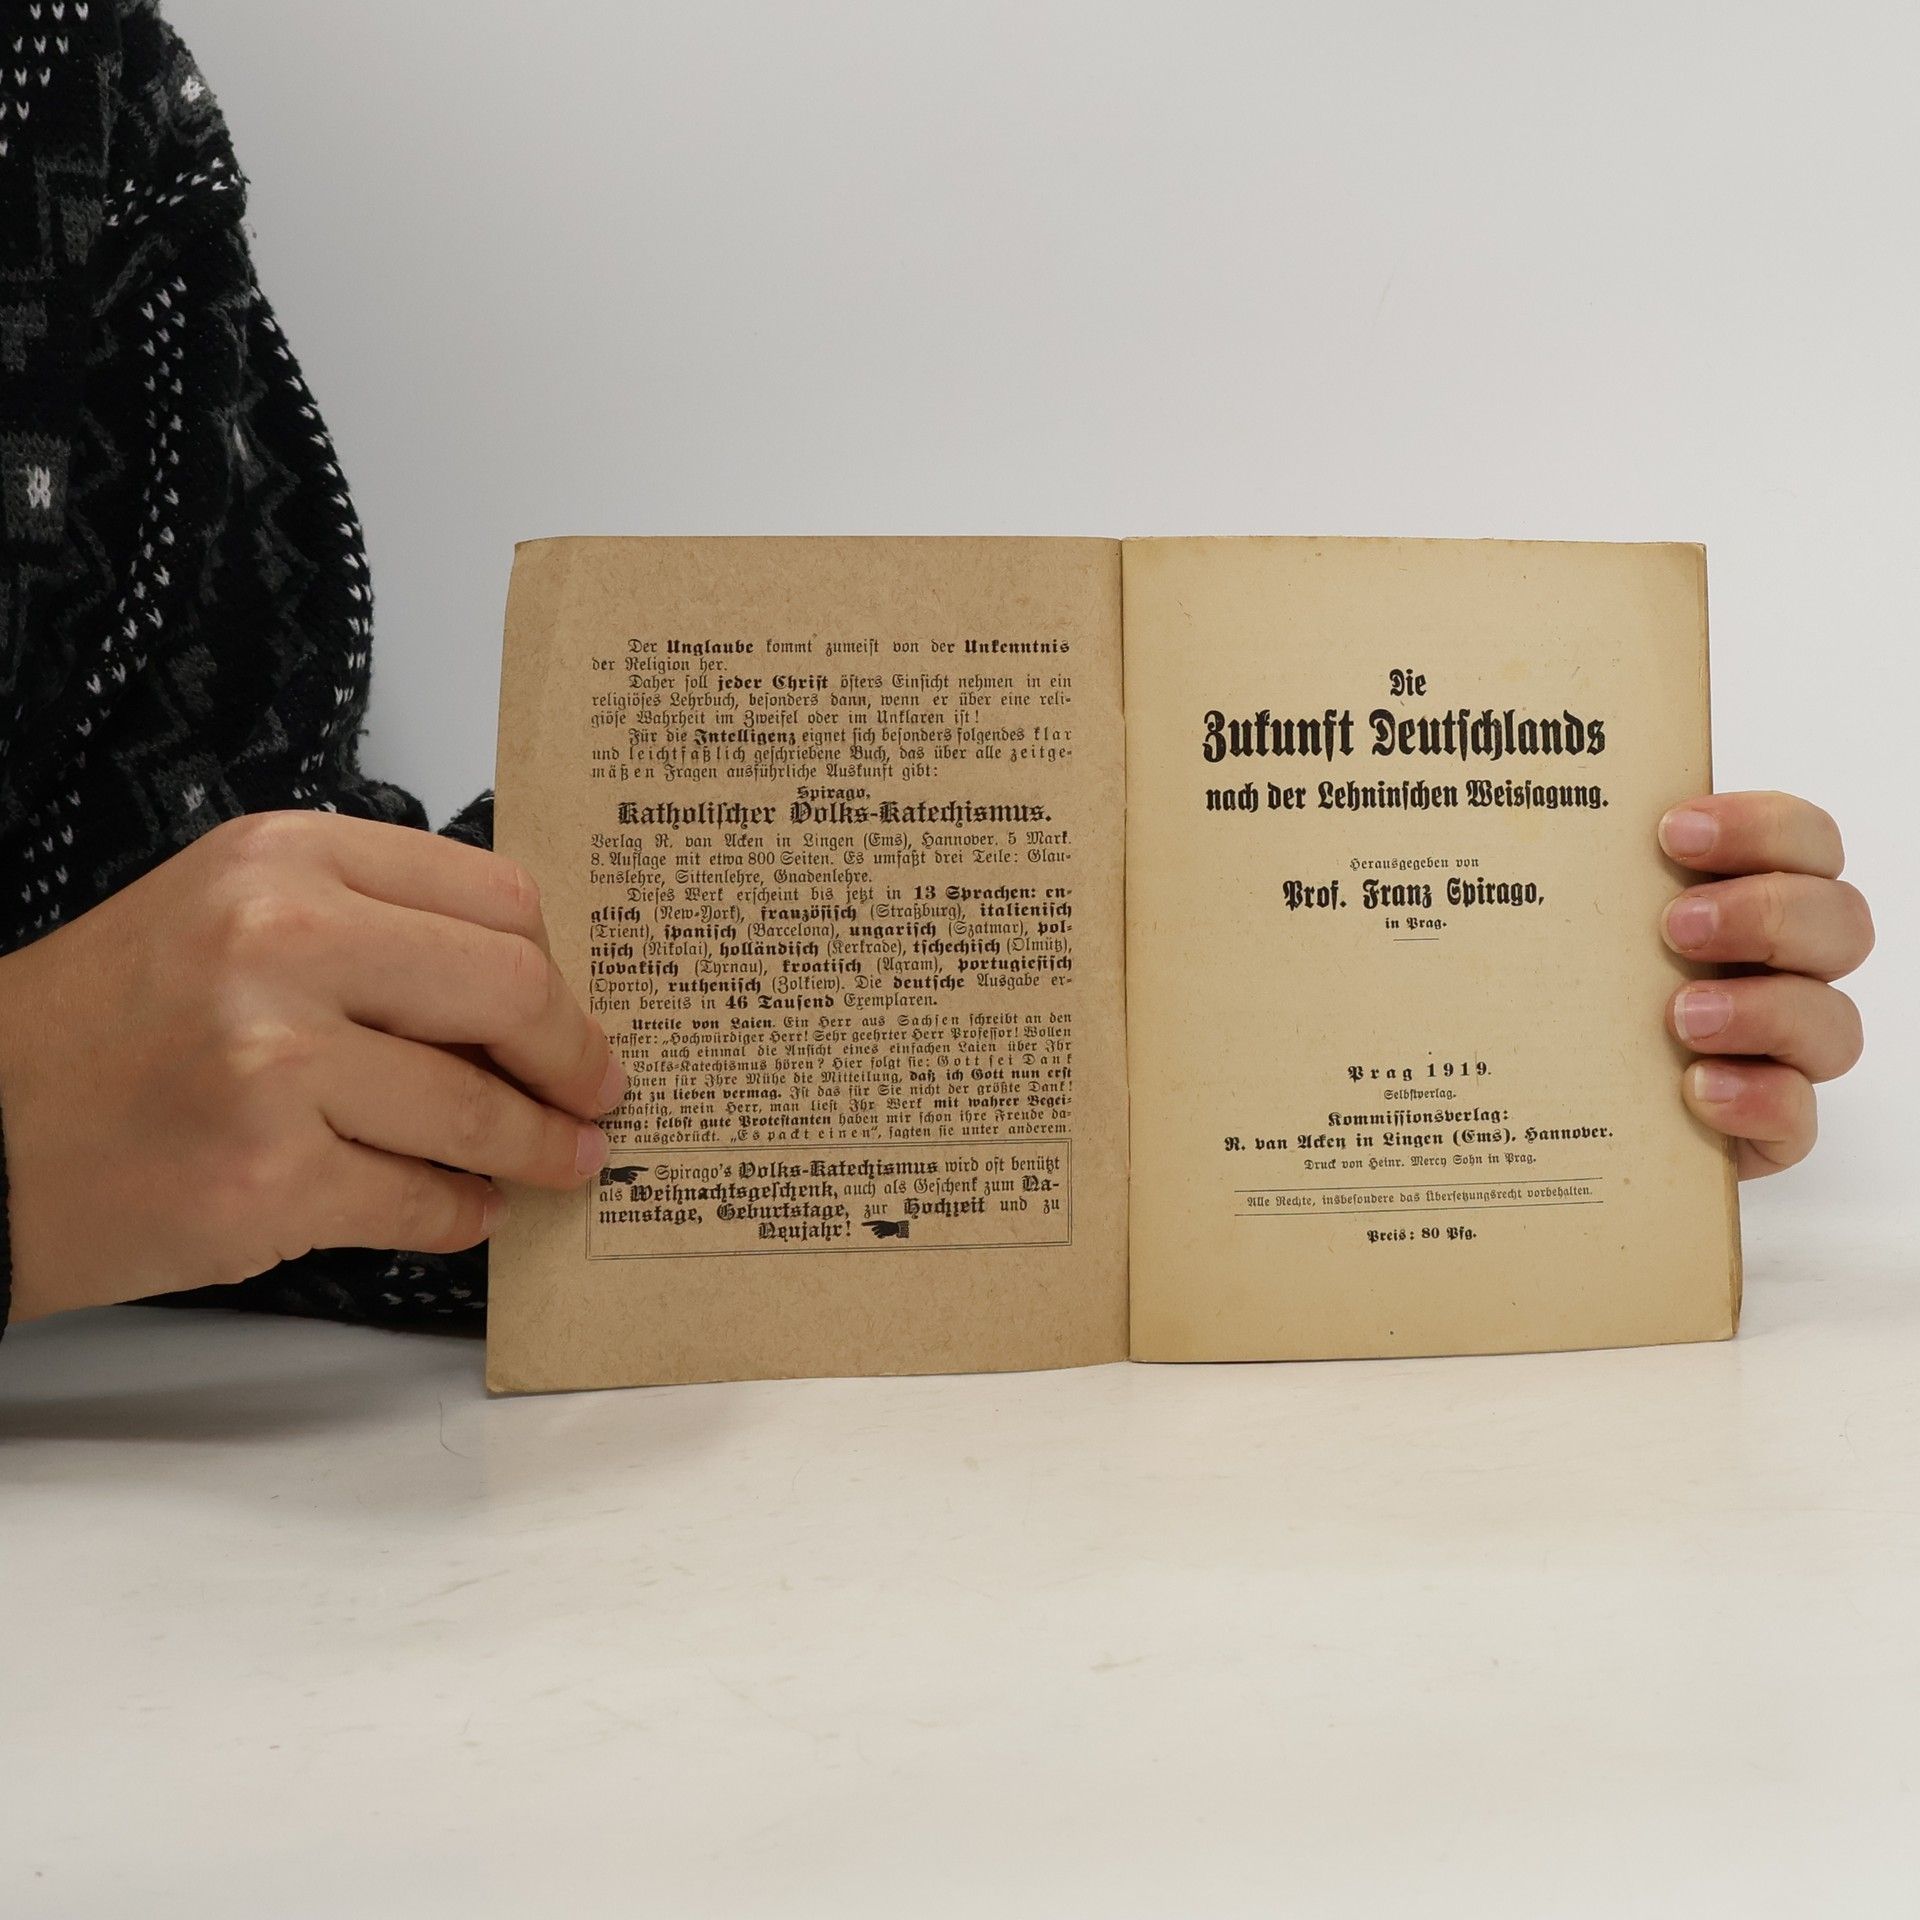 Der Unglaube kommt zumeist von der Unkenntnis
der Religion her.
Daher soll jeder Christ öfters Einsicht nehmen in ein
religiöses Lehrbuch, besonders dann, wenn er über eine reli-
giöse Wahrheit im Zweifel oder im Unklaren ist!
Für die Intelligenz eignet sich besonders folgendes klar
und leichtfaßlich geschriebene Buch, das über alle zeitge-
mäßen Fragen ausführliche Auskunft gibt:
Spirago,
Katholischer Volks-Katechismus.
Verlag R. van Acken in Lingen (Ems), Hannover. 5 Mark.
8. Auflage mit etwa 800 Seiten. Es umfaßt drei Teile: Glau-
benslehre, Sittenlehre, Gnadenlehre.
Dieses Werk erscheint bis jetzt in 13 Sprachen: en-
glisch (New-York), französisch (Straßburg), italienisch
(Trient), spanisch (Barcelona), ungarisch (Szatmar), pol-
nisch (Nikolai), holländisch (Kerkrade), tschechisch (Olmütz),
slovakisch (Tyrnau), kroatisch (Agram), portugiesisch
(Oporto), ruthenisch (Zolkiew). Die deutsche Ausgabe er-
schien bereits in 46 Tausend Exemplaren.
Urteile von Laien. Ein Herr aus Sachsen schreibt an den
rfasser: „Hochwürdiger Herr! Sehr geehrter Herr Professor! Wollen
nun auch einmal die Ansicht eines einfachen Laien über Ihr
Volks-Katechismus hören? Hier folgt sie: Gott sei Dank
Ihnen für Ihre Mühe die Mitteilung, daß ich Gott nun erst
cht zu lieben vermag. Ist das für Sie nicht der größte Dank!
hrhaftig, mein Herr, man liest Ihr Werk mit wahrer Begei-
erung; selbst gute Protestanten haben mir schon ihre Freude da-
ber ausgedrückt. „Es packt einen“, sagten sie unter anderem.
Spirago's Volks-Katechismus wird oft benützt
als Weihnachtsgeschenk, auch als Geschenk zum Na-
menstage, Geburtstage, zur Hochzeit und zu
Neujahr!
Die
Zukunft Deutschlands
nach der Lehninschen Weissagung.
Herausgegeben von
Prof. Franz Spirago,
in Prag.
Prag 1919.
Selbstverlag.
Kommissionsverlag:
R. van Acken in Lingen (Ems), Hannover.
Druck von Heinr. Mercy Sohn in Prag.
Alle Rechte, insbesondere das Übersetzungsrecht vorbehalten.
Preis: 80 Pfg.